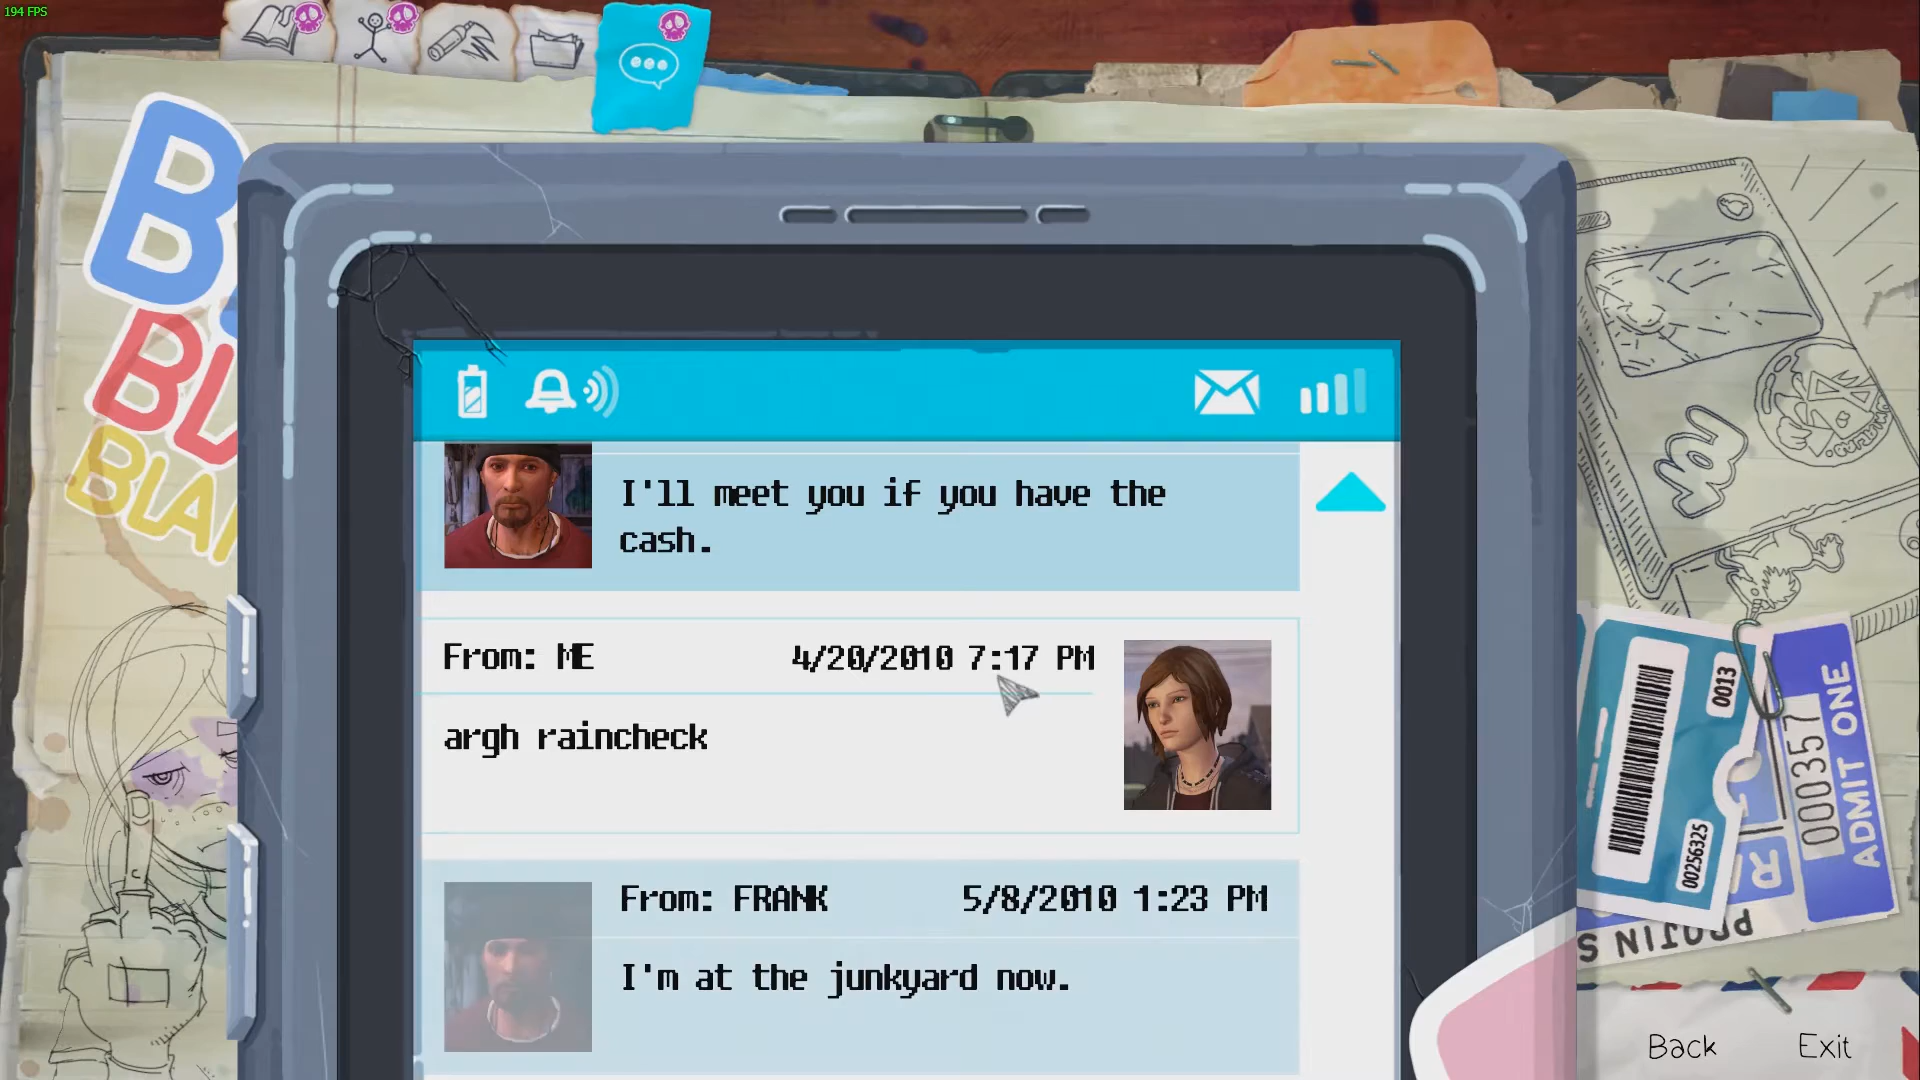 194 FPS
I'll meet you if you have the
cash.
From: ME 4/20/2010 7:17 PM
argh raincheck
From: FRANK 5/8/2010 1:23 PM
I'm at the junkyard now.
0013
00256325
000357
ADMIT ONE
Back Exit